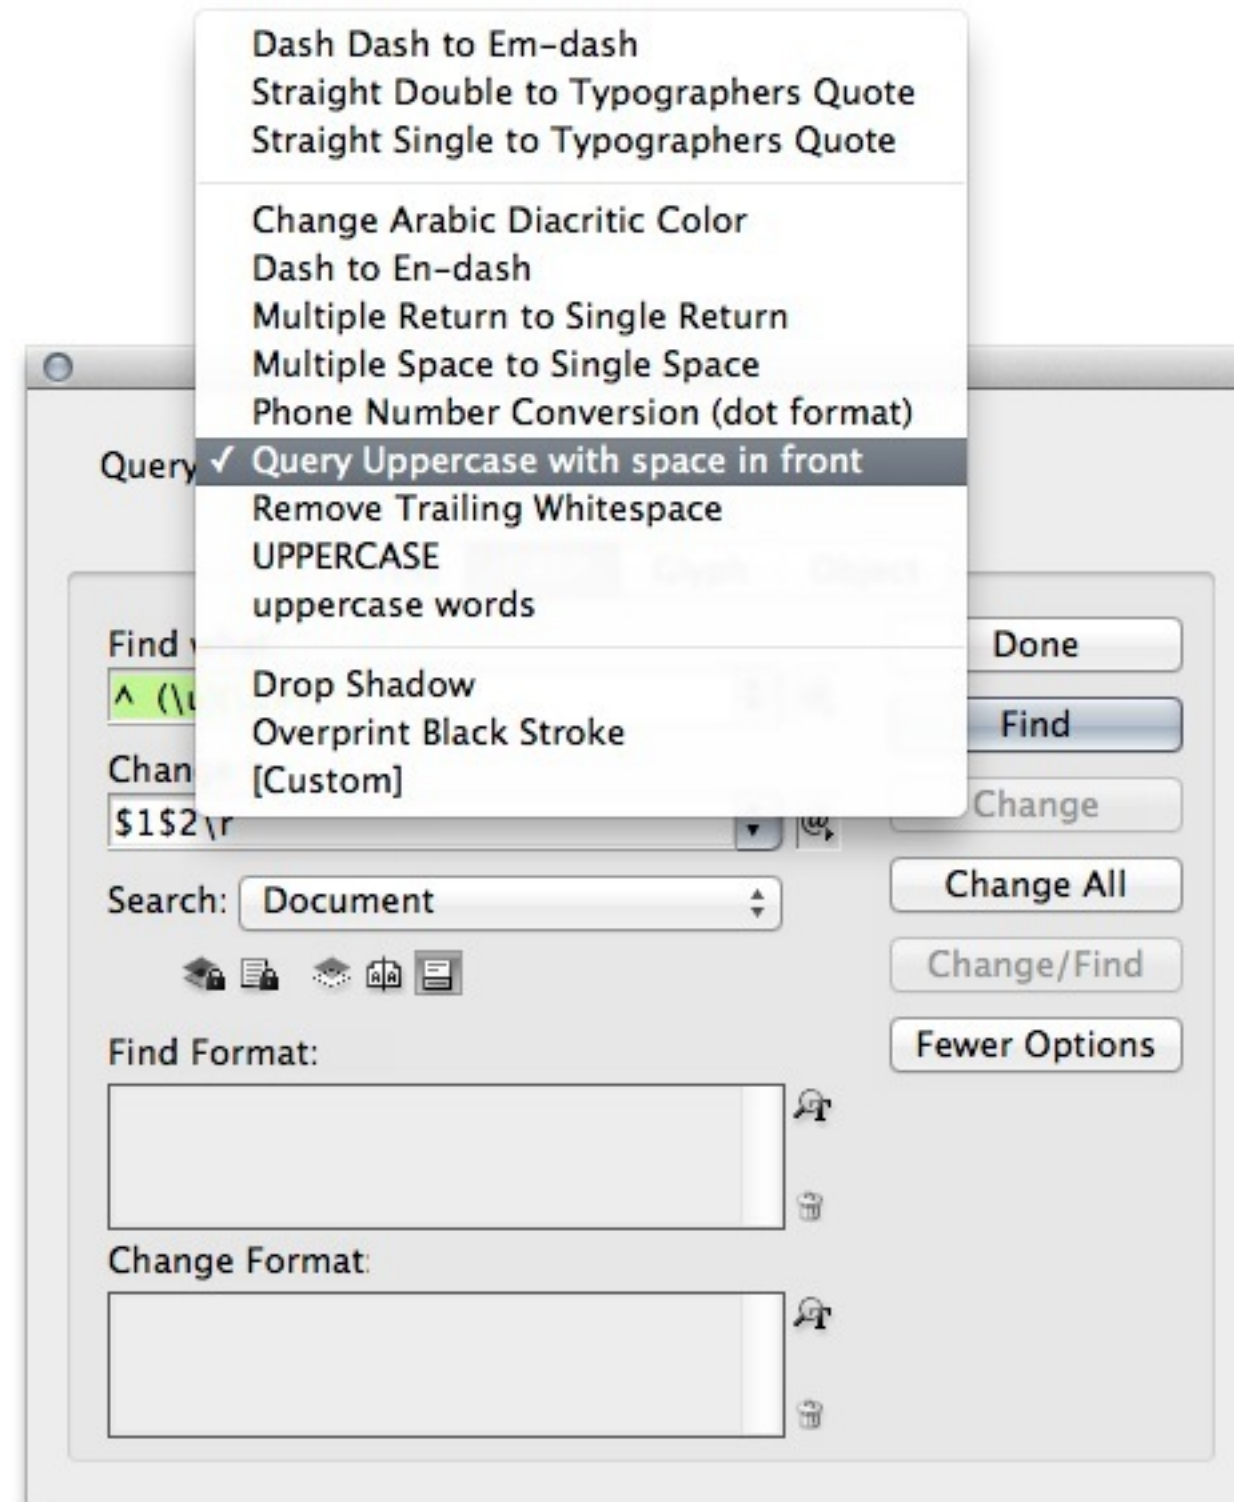 Dash Dash to Em-dash
Straight Double to Typographers Quote
Straight Single to Typographers Quote
Change Arabic Diacritic Color
Dash to En-dash
Multiple Return to Single Return
Multiple Space to Single Space
Phone Number Conversion (dot format)
Query ✓ Query Uppercase with space in front
Remove Trailing Whitespace
UPPERCASE
Glyph Object
uppercase words
Find
Done
^ (\u
Drop Shadow
Find
Overprint Black Stroke
Chan
[Custom]
Change
$1$2\r
Search: Document
Change All
Change/Find
Find Format:
Fewer Options
Change Format: